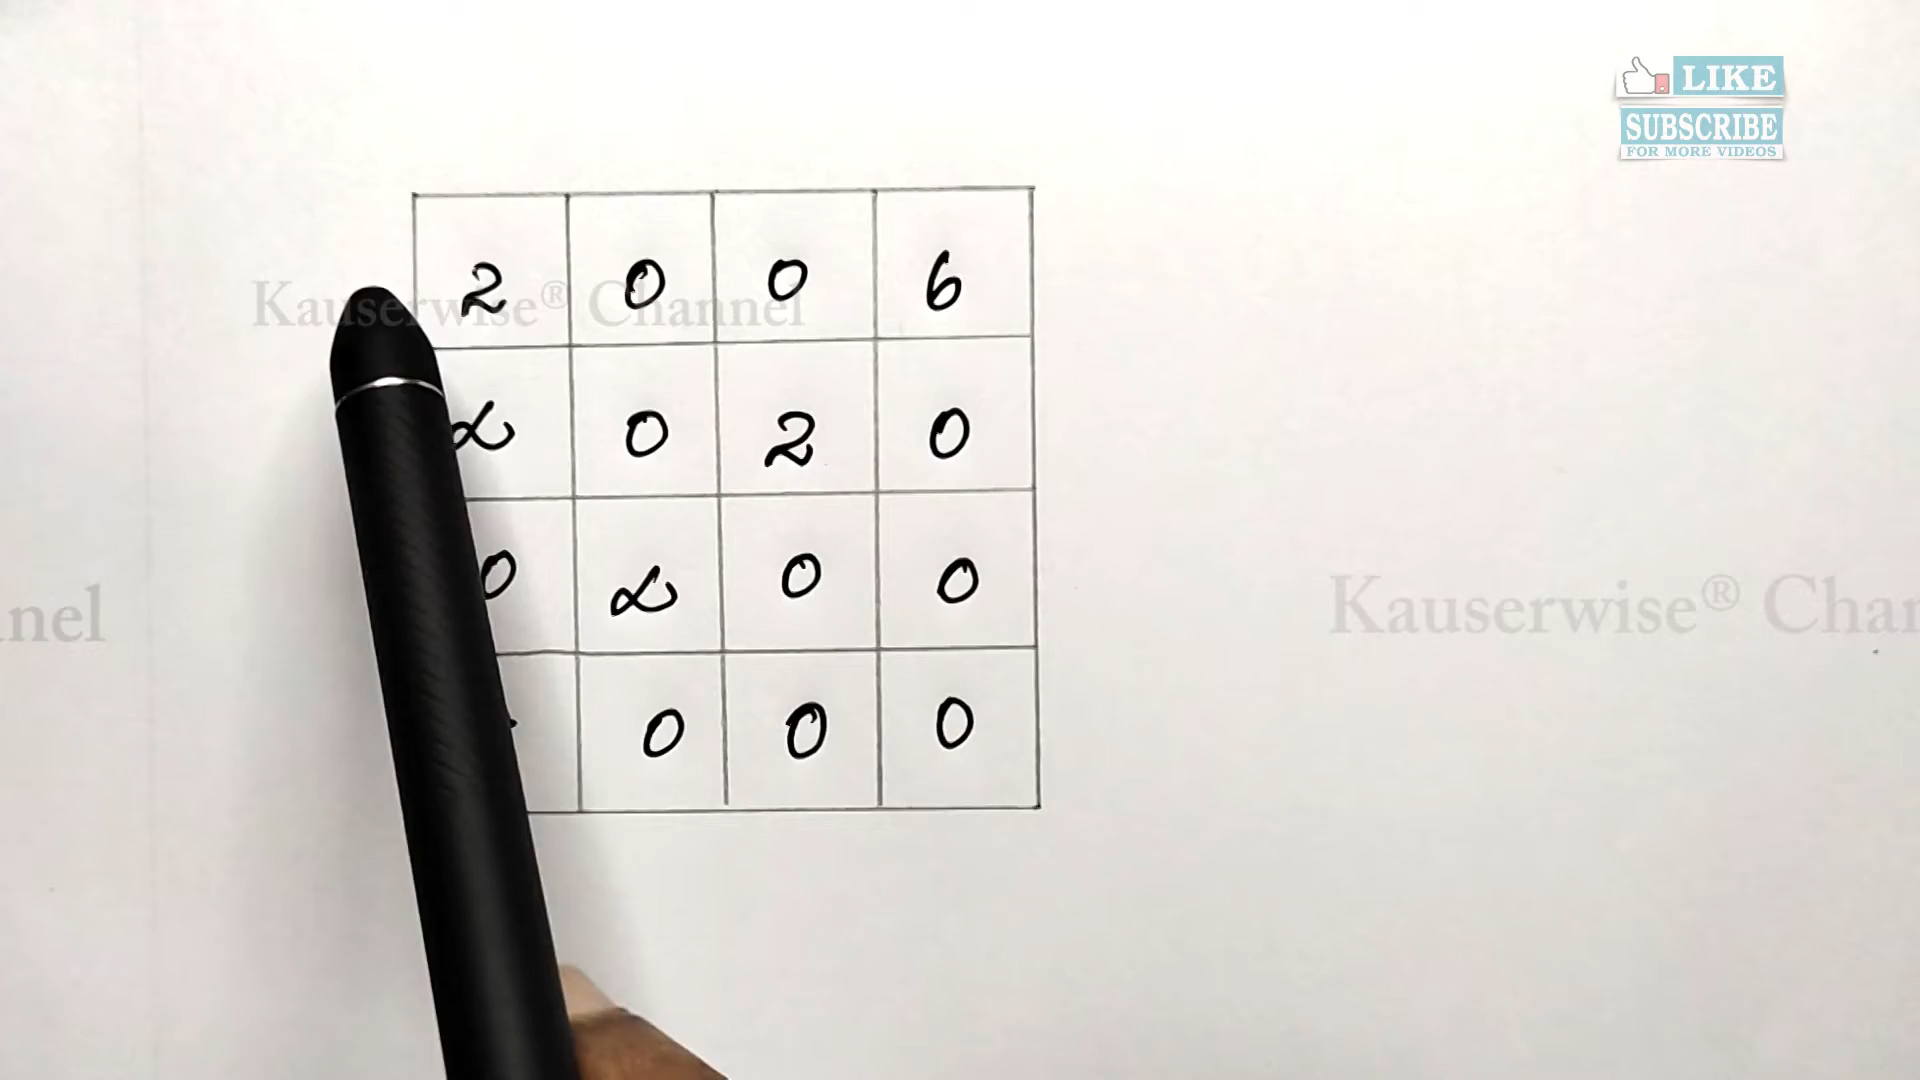 LIKE
SUBSCRIBE
FOR MORE VIDEOS
2 0 0 6
Kauserwise® Channel
∝ 0 2 0
0 ∝ 0 0
nel
Kauserwise® Chan
0 0 0